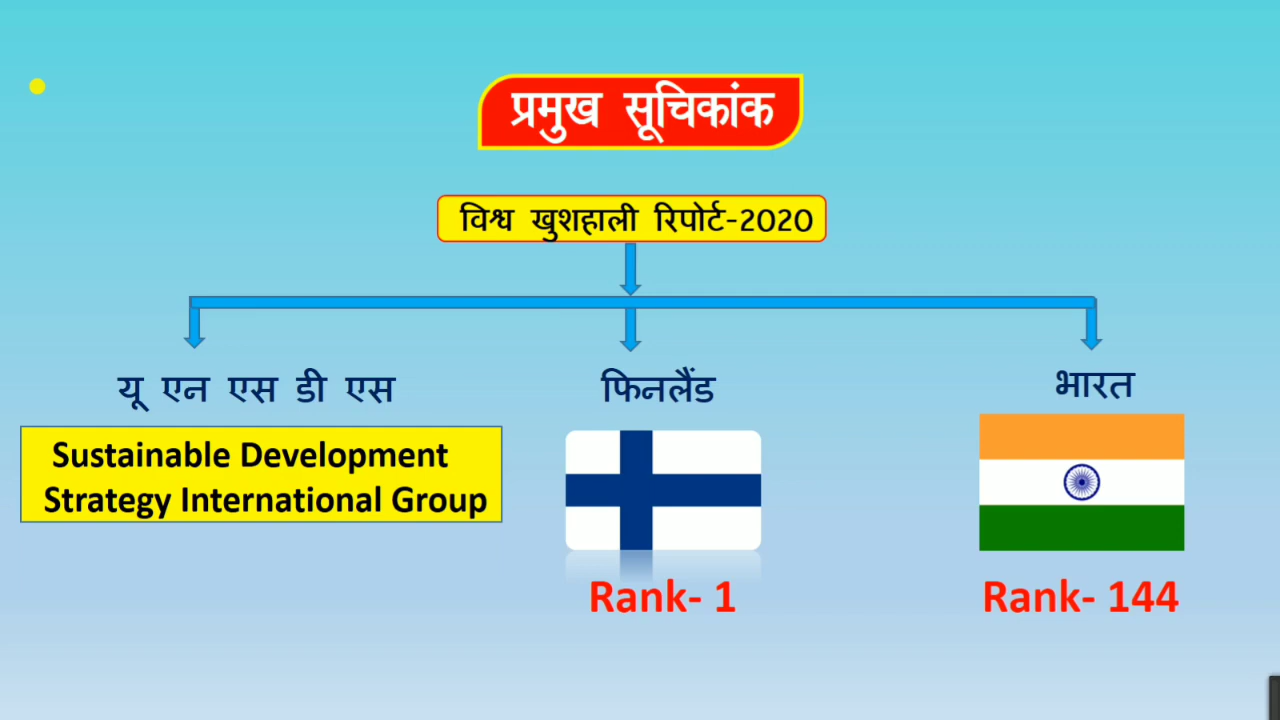 प्रमुख सूचिकांक
विश्व खुशहाली रिपोर्ट-2020
यू एन एस डी एस
फिनलैंड
भारत
Sustainable Development
Strategy International Group
Rank- 1
Rank- 144